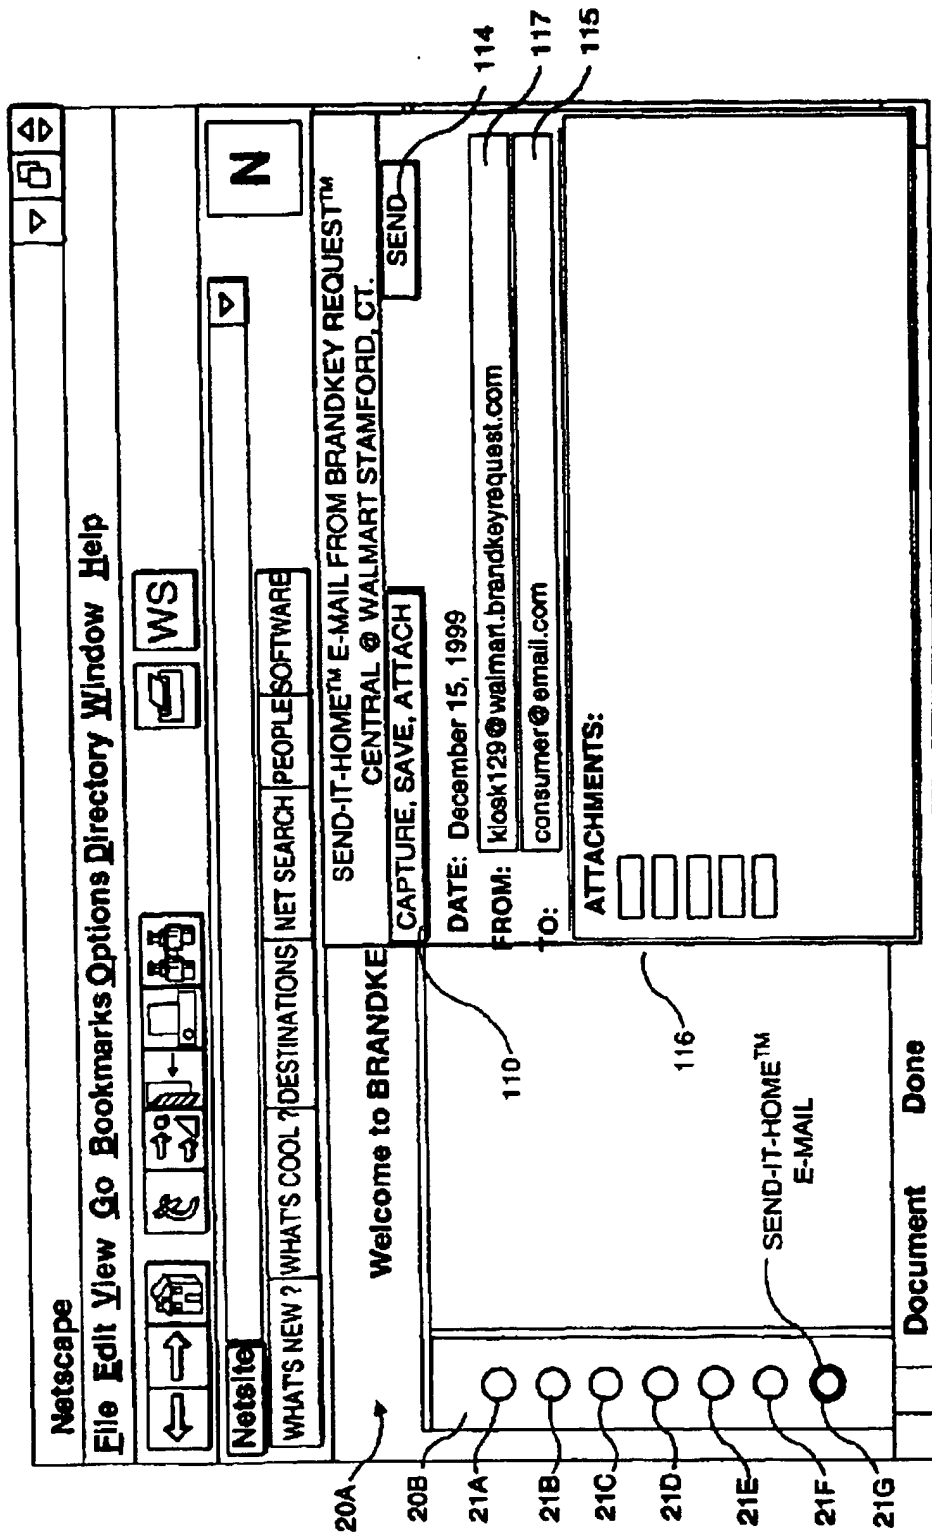 Netscape
File Edit View Go Bookmarks Options Directory Window Help
WS
Netsite
N
WHAT'S NEW ? WHAT'S COOL ? DESTINATIONS NET SEARCH PEOPLE SOFTWARE
Welcome to BRANDKE
SEND-IT-HOME™ E-MAIL FROM BRANDKEY REQUEST™
CENTRAL @ WALMART STAMFORD, CT.
CAPTURE, SAVE, ATTACH
SEND
DATE: December 15, 1999
FROM: kiosk129@walmart.brandkeyrequest.com
TO: consumer@email.com
ATTACHMENTS:
114
117
115
110
116
SEND-IT-HOME™
E-MAIL
20A
20B
21A
21B
21C
21D
21E
21F
21G
Document Done